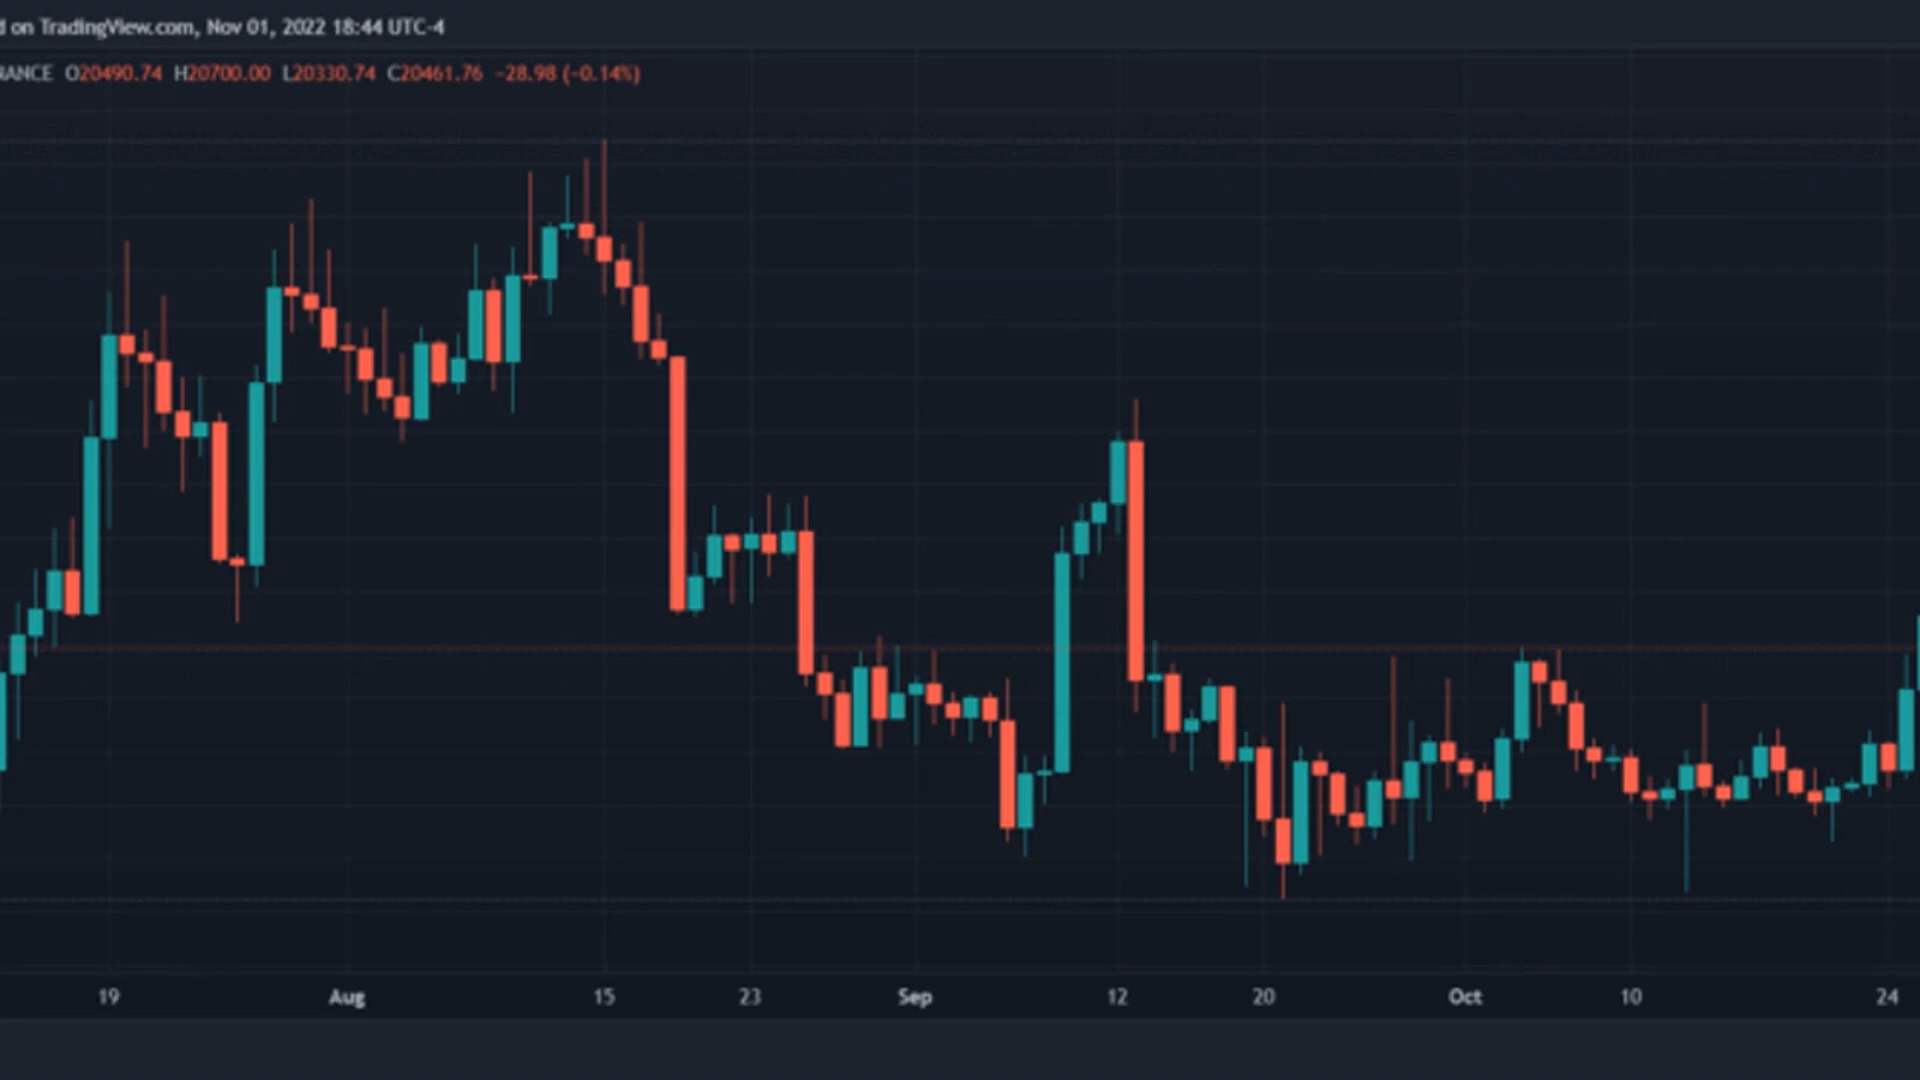 on TradingView.com, Nov 01, 2022 18:44 UTC-4
O20490.74 H20700.00 L20330.74 C20461.76 −28.98 (−0.14%)
19 Aug 15 23 Sep 12 20 Oct 10 24